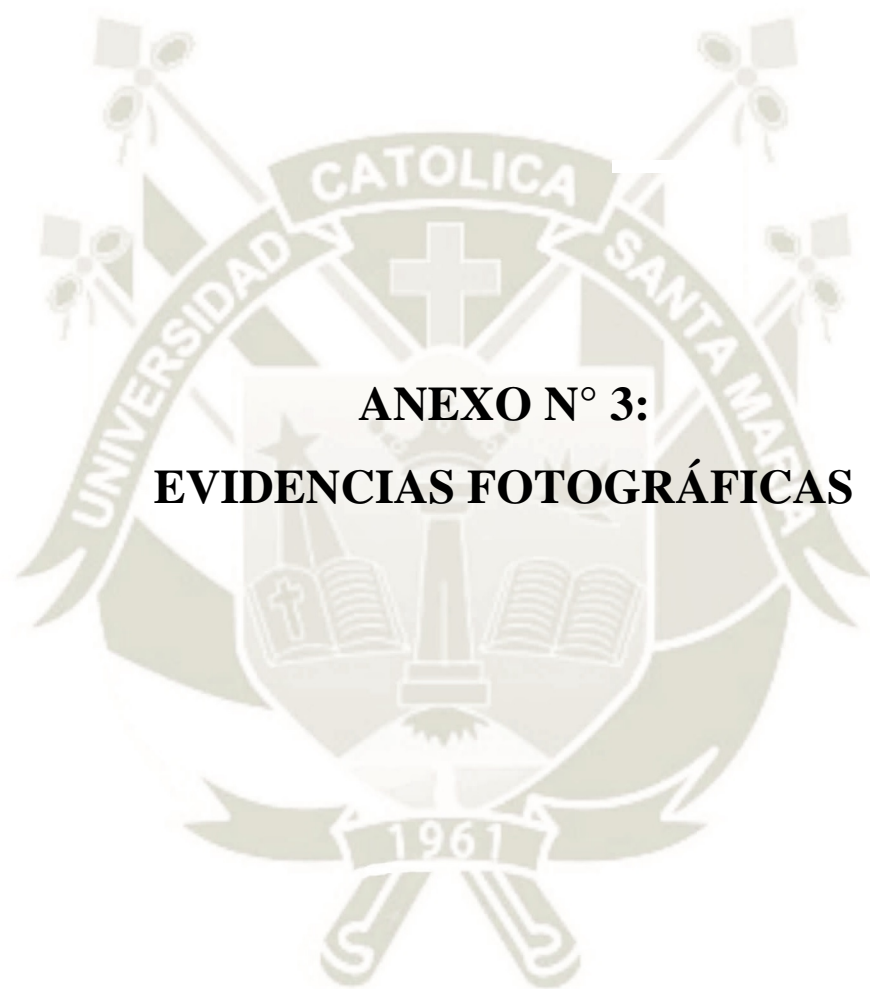 UNIVERSIDAD CATOLICA SANTA MARIA
ANEXO N° 3:
EVIDENCIAS FOTOGRÁFICAS
1961